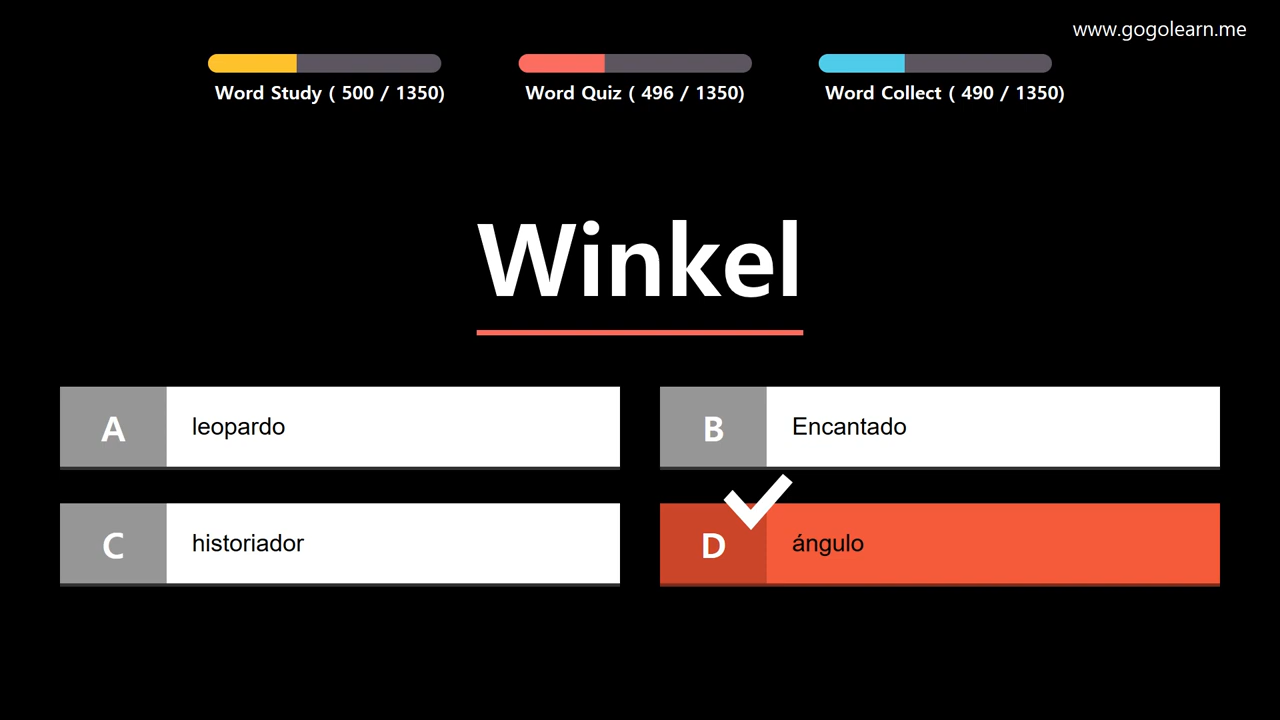 www.gogolearn.me
Word Study ( 500 / 1350)
Word Quiz ( 496 / 1350)
Word Collect ( 490 / 1350)
Winkel
A leopardo
B Encantado
C historiador
D ángulo